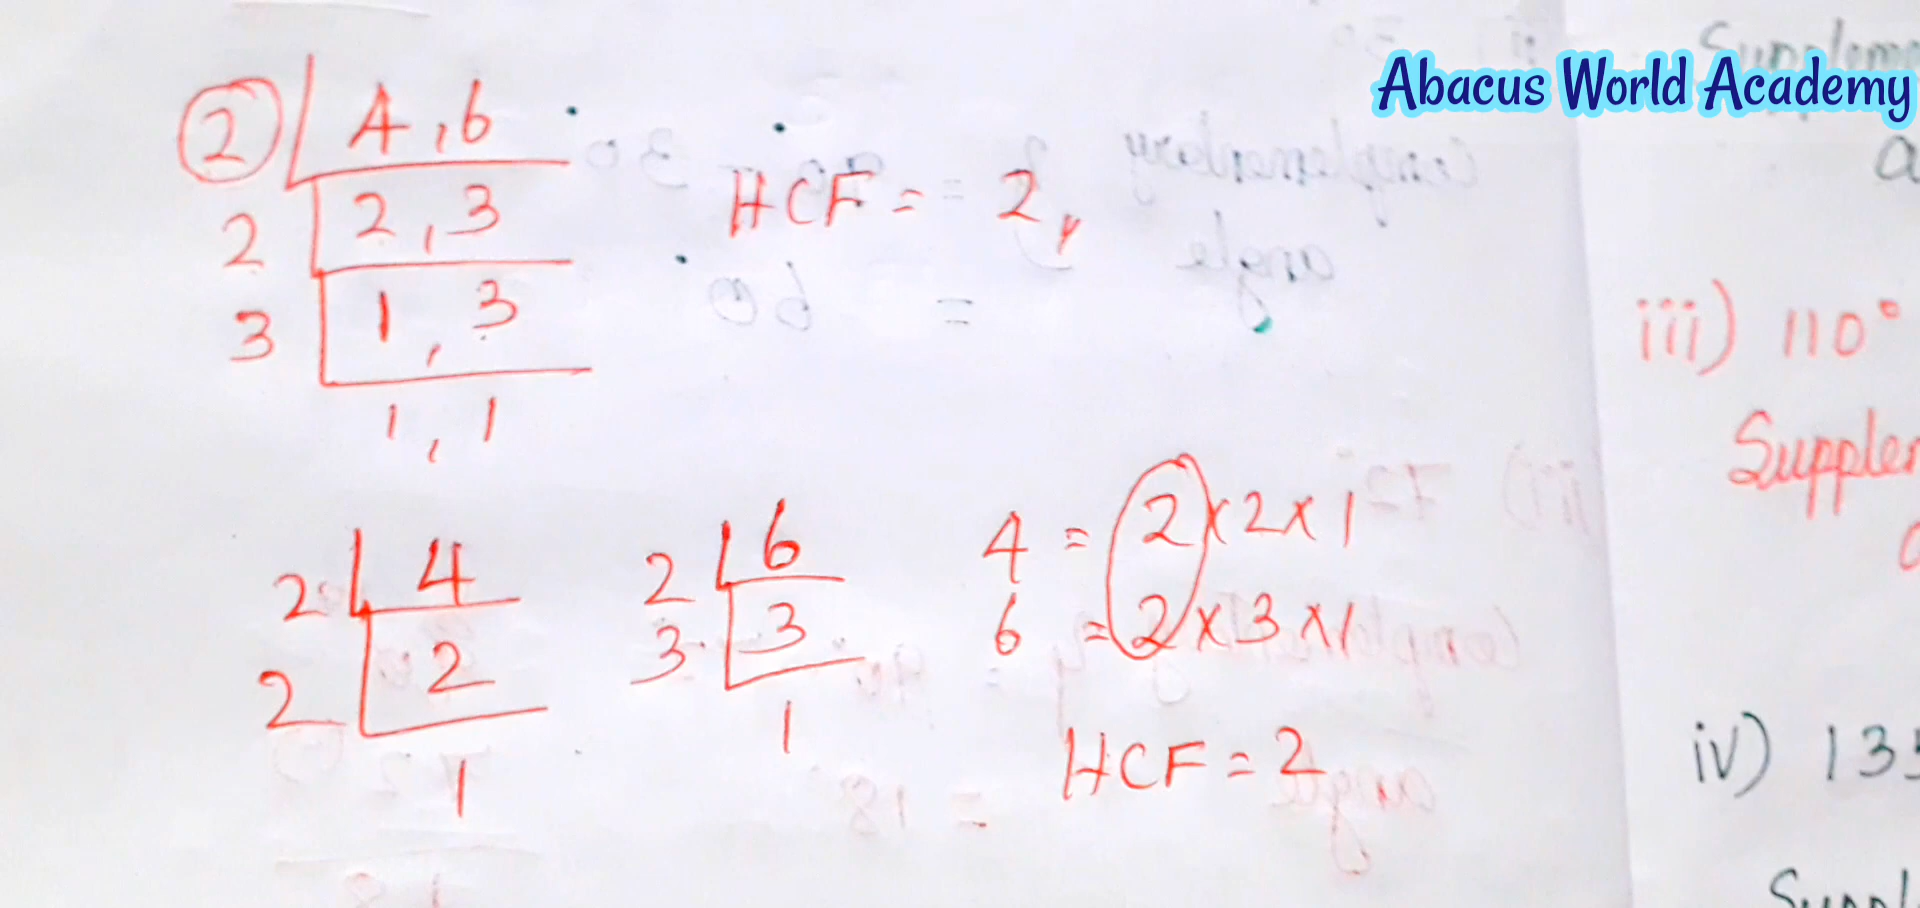 Abacus World Academy
2 | 4, 6
2 | 2, 3
3 | 1, 3
1, 1
HCF = 2,
2 | 4
2 | 2
1
2 | 6
3 | 3
1
4 = 2 x 2 x 1
6 = 2 x 3 x 1
HCF = 2
iii) 110°
iv) 135